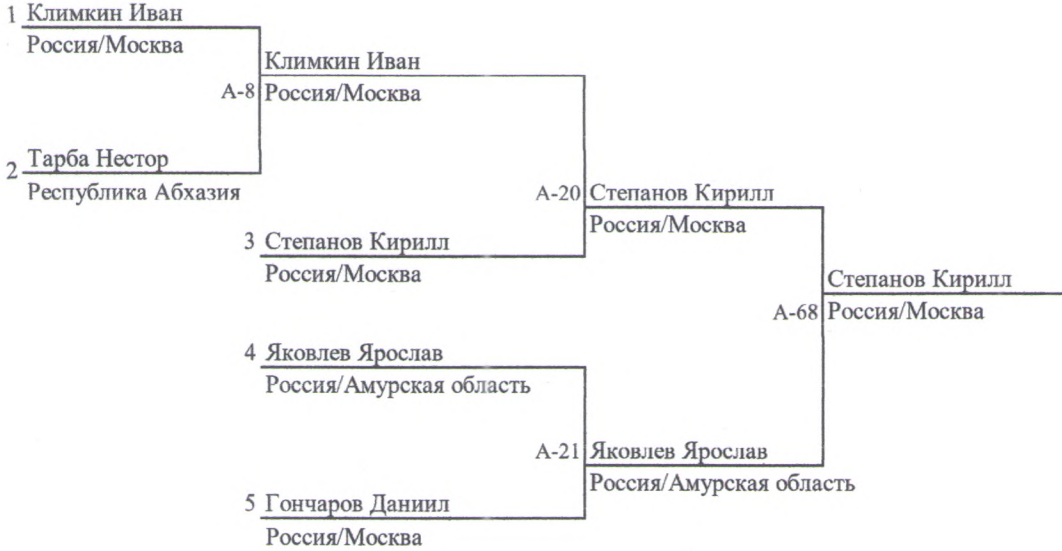 1 Климкин Иван
Россия/Москва
Климкин Иван
А-8 Россия/Москва
2 Тарба Нестор
Республика Абхазия
А-20 Степанов Кирилл
Россия/Москва
3 Степанов Кирилл
Россия/Москва
Степанов Кирилл
А-68 Россия/Москва
4 Яковлев Ярослав
Россия/Амурская область
А-21 Яковлев Ярослав
Россия/Амурская область
5 Гончаров Даниил
Россия/Москва